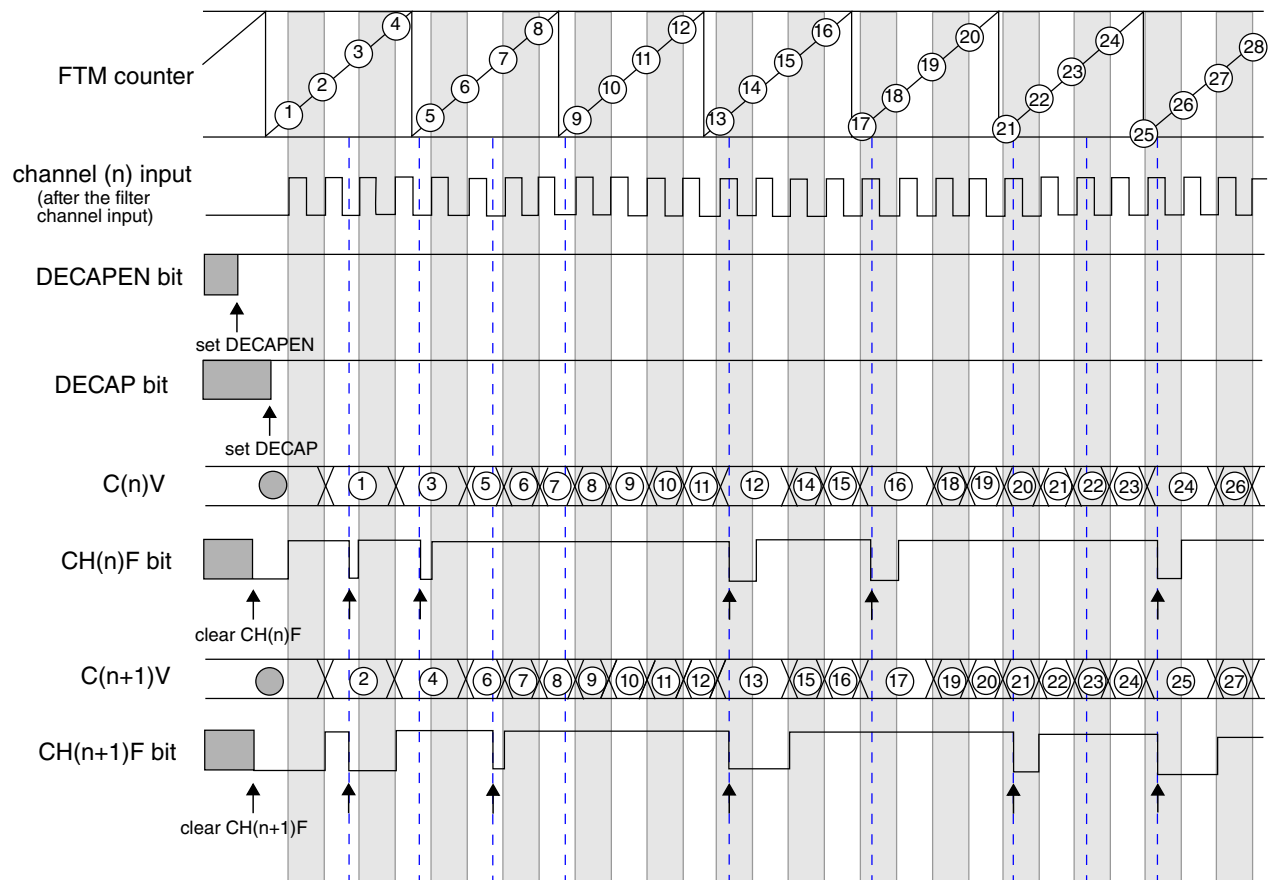 FTM counter
1 2 3 4 5 6 7 8 9 10 11 12 13 14 15 16 17 18 19 20 21 22 23 24 25 26 27 28
channel (n) input
(after the filter
channel input)
DECAPEN bit
set DECAPEN
DECAP bit
set DECAP
C(n)V
1 3 5 6 7 8 9 10 11 12 14 15 16 18 19 20 21 22 23 24 26
CH(n)F bit
clear CH(n)F
C(n+1)V
2 4 6 7 8 9 10 11 12 13 15 16 17 19 20 21 22 23 24 25 27
CH(n+1)F bit
clear CH(n+1)F